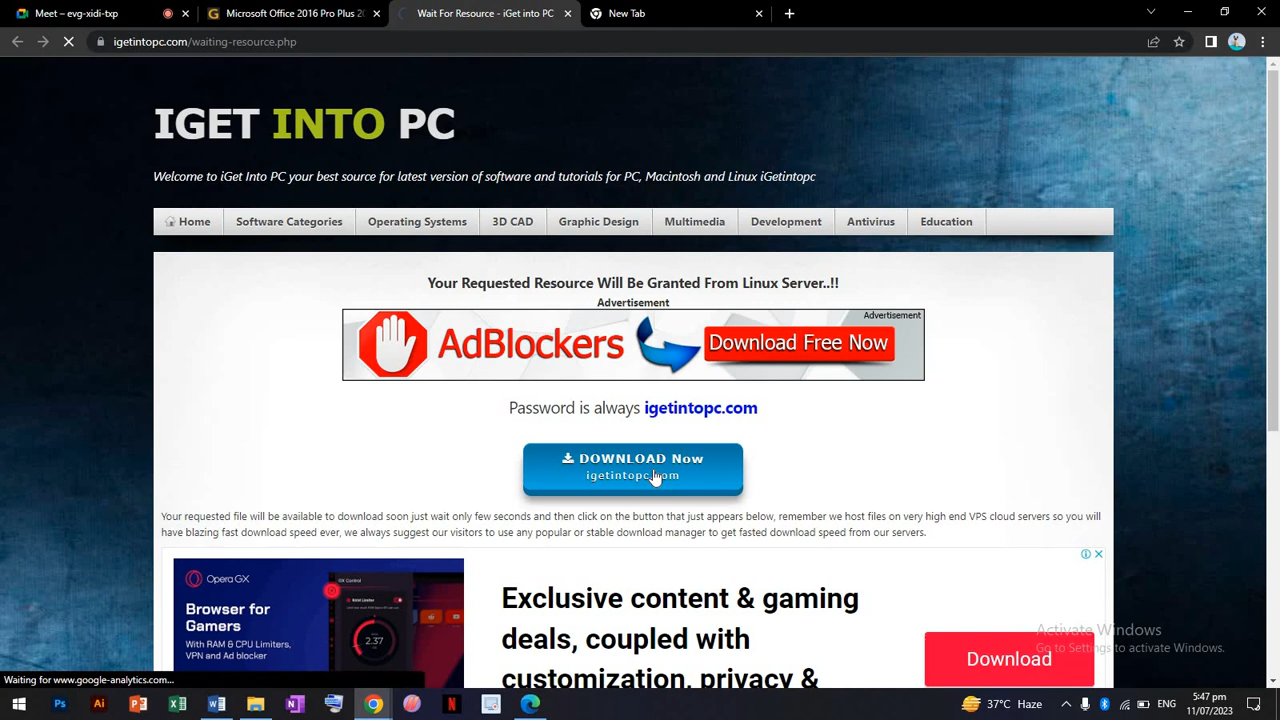 Meet – evg-xidi-txp
Microsoft Office 2016 Pro Plus 20
Wait For Resource - iGet into PC
New Tab
igetintopc.com/waiting-resource.php
IGET INTO PC
Welcome to iGet Into PC your best source for latest version of software and tutorials for PC, Macintosh and Linux iGetintopc
Home
Software Categories
Operating Systems
3D CAD
Graphic Design
Multimedia
Development
Antivirus
Education
Your Requested Resource Will Be Granted From Linux Server..!!
Advertisement
Advertisement
AdBlockers
Download Free Now
Password is always igetintopc.com
DOWNLOAD Now
igetintopc.com
Your requested file will be available to download soon just wait only few seconds and then click on the button that just appears below, remember we host files on very high end VPS cloud servers so you will
have blazing fast download speed ever, we always suggest our visitors to use any popular or stable download manager to get fasted download speed from our servers.
Opera GX
GX Control
Browser for
Gamers
With RAM & CPU Limiters,
VPN and Ad blocker
2.37
Exclusive content & gaming
deals, coupled with
customization, privacy &
Download
Activate Windows
Go to Settings to activate Windows.
Waiting for www.google-analytics.com...
Ps
Ai
37°C Haze
ENG
5:47 pm
11/07/2023